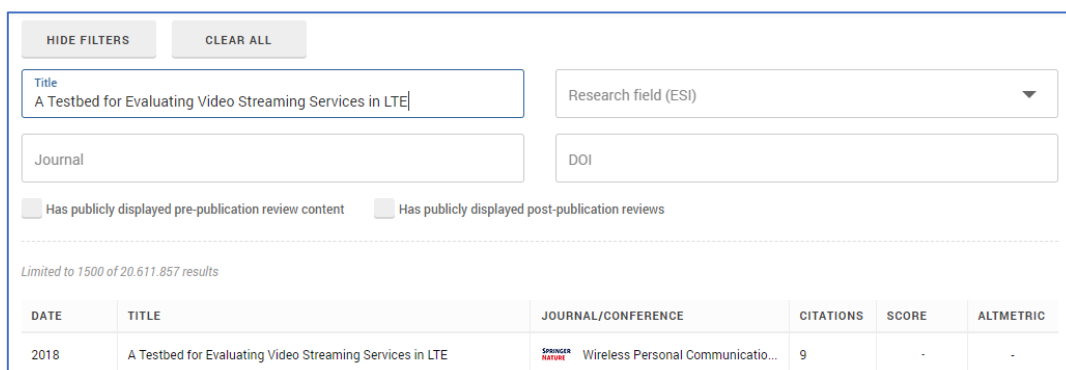 HIDE FILTERS CLEAR ALL
Title
A Testbed for Evaluating Video Streaming Services in LTE
Research field (ESI)
Journal
DOI
Has publicly displayed pre-publication review content Has publicly displayed post-publication reviews
Limited to 1500 of 20.611.857 results
DATE TITLE JOURNAL/CONFERENCE CITATIONS SCORE ALTMETRIC
2018 A Testbed for Evaluating Video Streaming Services in LTE SPRINGER NATURE Wireless Personal Communicatio... 9 - -